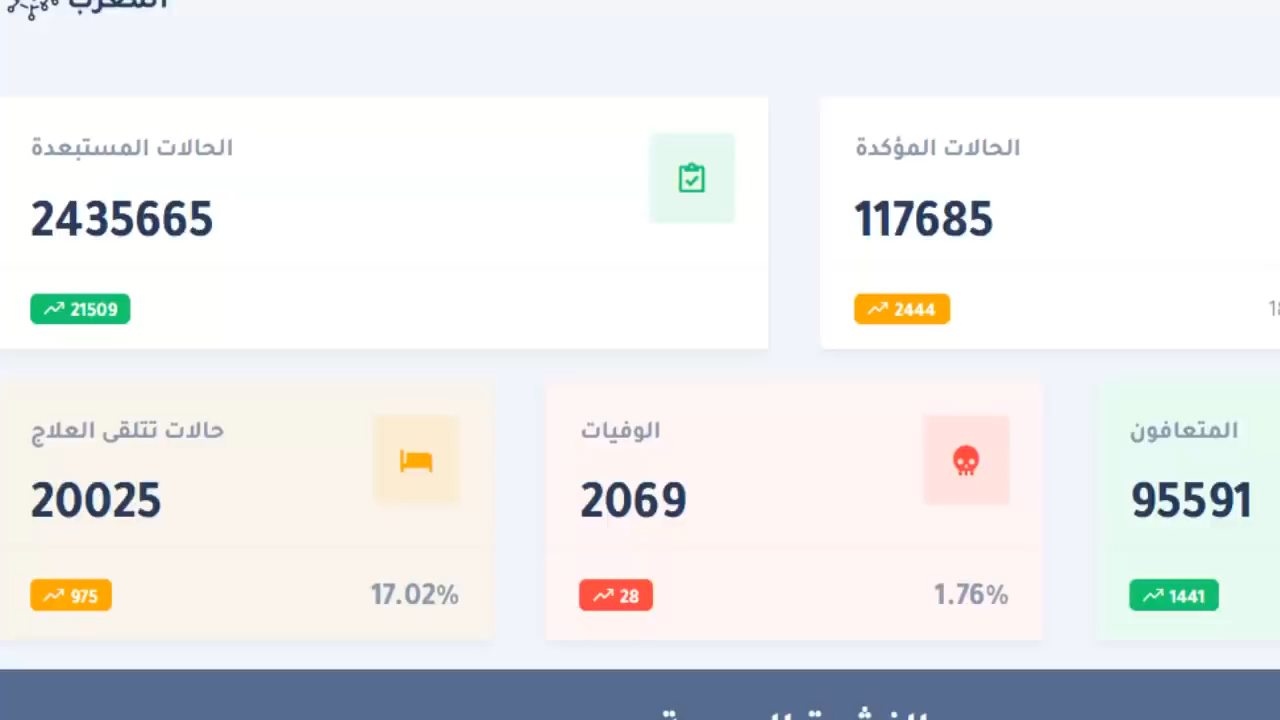 المغرب
الحالات المستبعدة
2435665
21509
الحالات المؤكدة
117685
2444
حالات تتلقى العلاج
20025
975
17.02%
الوفيات
2069
28
1.76%
المتعافون
95591
1441